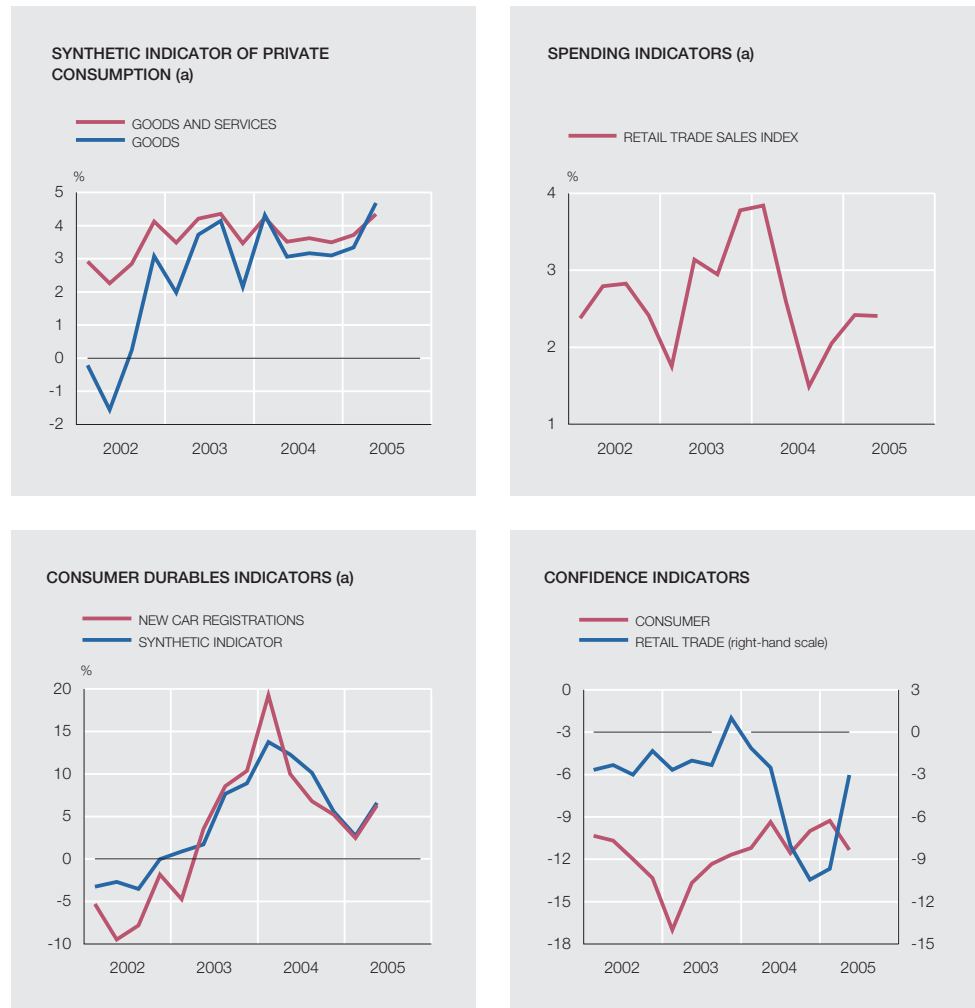 SYNTHETIC INDICATOR OF PRIVATE
CONSUMPTION (a)
GOODS AND SERVICES
GOODS
%
5
4
3
2
1
0
-1
-2
2002 2003 2004 2005
SPENDING INDICATORS (a)
RETAIL TRADE SALES INDEX
%
4
3
2
1
2002 2003 2004 2005
CONSUMER DURABLES INDICATORS (a)
NEW CAR REGISTRATIONS
SYNTHETIC INDICATOR
%
20
15
10
5
0
-5
-10
2002 2003 2004 2005
CONFIDENCE INDICATORS
CONSUMER
RETAIL TRADE (right-hand scale)
0 3
-3 0
-6 -3
-9 -6
-12 -9
-15 -12
-18 -15
2002 2003 2004 2005